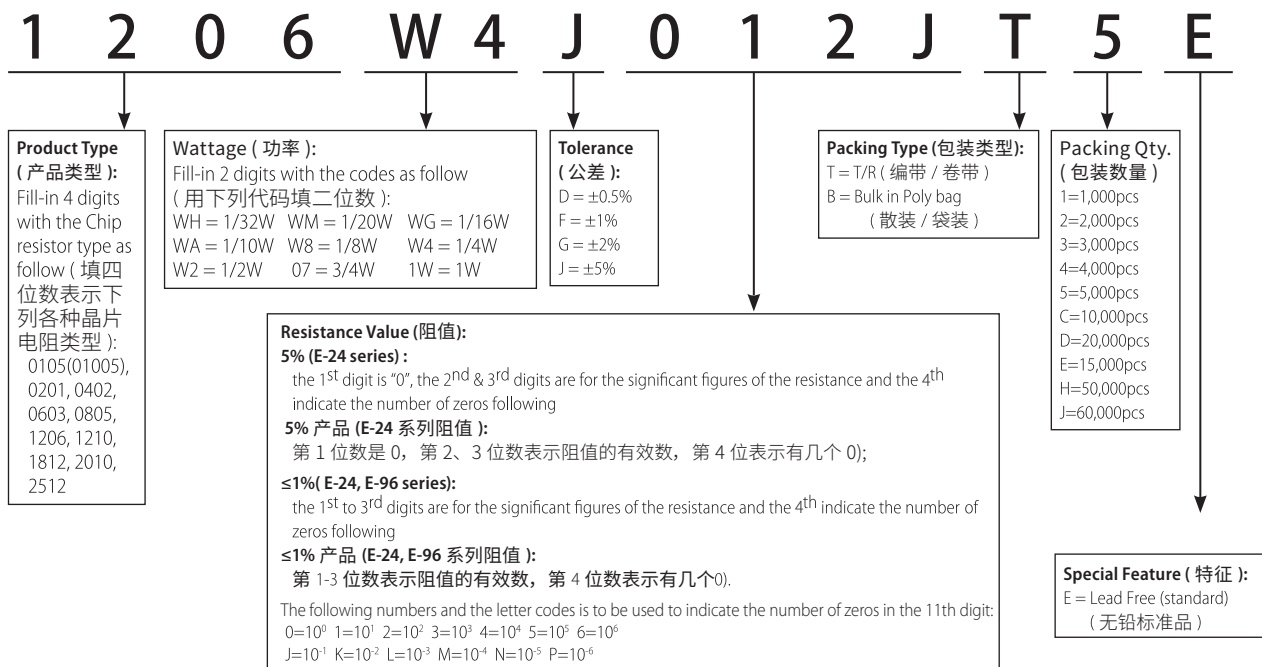 1 2 0 6 W 4 J 0 1 2 J T 5 E
Product Type
( 产品类型 ):
Fill-in 4 digits
with the Chip
resistor type as
follow ( 填四
位数表示下
列各种晶片
电阻类型 ):
0105(01005),
0201, 0402,
0603, 0805,
1206, 1210,
1812, 2010,
2512
Wattage ( 功率 ):
Fill-in 2 digits with the codes as follow
( 用下列代码填二位数 ):
WH = 1/32W WM = 1/20W WG = 1/16W
WA = 1/10W W8 = 1/8W W4 = 1/4W
W2 = 1/2W 07 = 3/4W 1W = 1W
Tolerance
( 公差 ):
D = ±0.5%
F = ±1%
G = ±2%
J = ±5%
Packing Type (包装类型):
T = T/R ( 编带 / 卷带 )
B = Bulk in Poly bag
( 散装 / 袋装 )
Packing Qty.
( 包装数量 )
1=1,000pcs
2=2,000pcs
3=3,000pcs
4=4,000pcs
5=5,000pcs
C=10,000pcs
D=20,000pcs
E=15,000pcs
H=50,000pcs
J=60,000pcs
Resistance Value (阻值):
5% (E-24 series) :
the 1st digit is “0”, the 2nd & 3rd digits are for the significant figures of the resistance and the 4th
indicate the number of zeros following
5% 产品 (E-24 系列阻值 ):
第 1 位数是 0，第 2、3 位数表示阻值的有效数，第 4 位表示有几个 0);
≤1%( E-24, E-96 series):
the 1st to 3rd digits are for the significant figures of the resistance and the 4th indicate the number of
zeros following
≤1% 产品 (E-24, E-96 系列阻值 ):
第 1-3 位数表示阻值的有效数，第 4 位数表示有几个0).
The following numbers and the letter codes is to be used to indicate the number of zeros in the 11th digit:
0=10⁰ 1=10¹ 2=10² 3=10³ 4=10⁴ 5=10⁵ 6=10⁶
J=10⁻¹ K=10⁻² L=10⁻³ M=10⁻⁴ N=10⁻⁵ P=10⁻⁶
Special Feature ( 特征 ):
E = Lead Free (standard)
( 无铅标准品 )